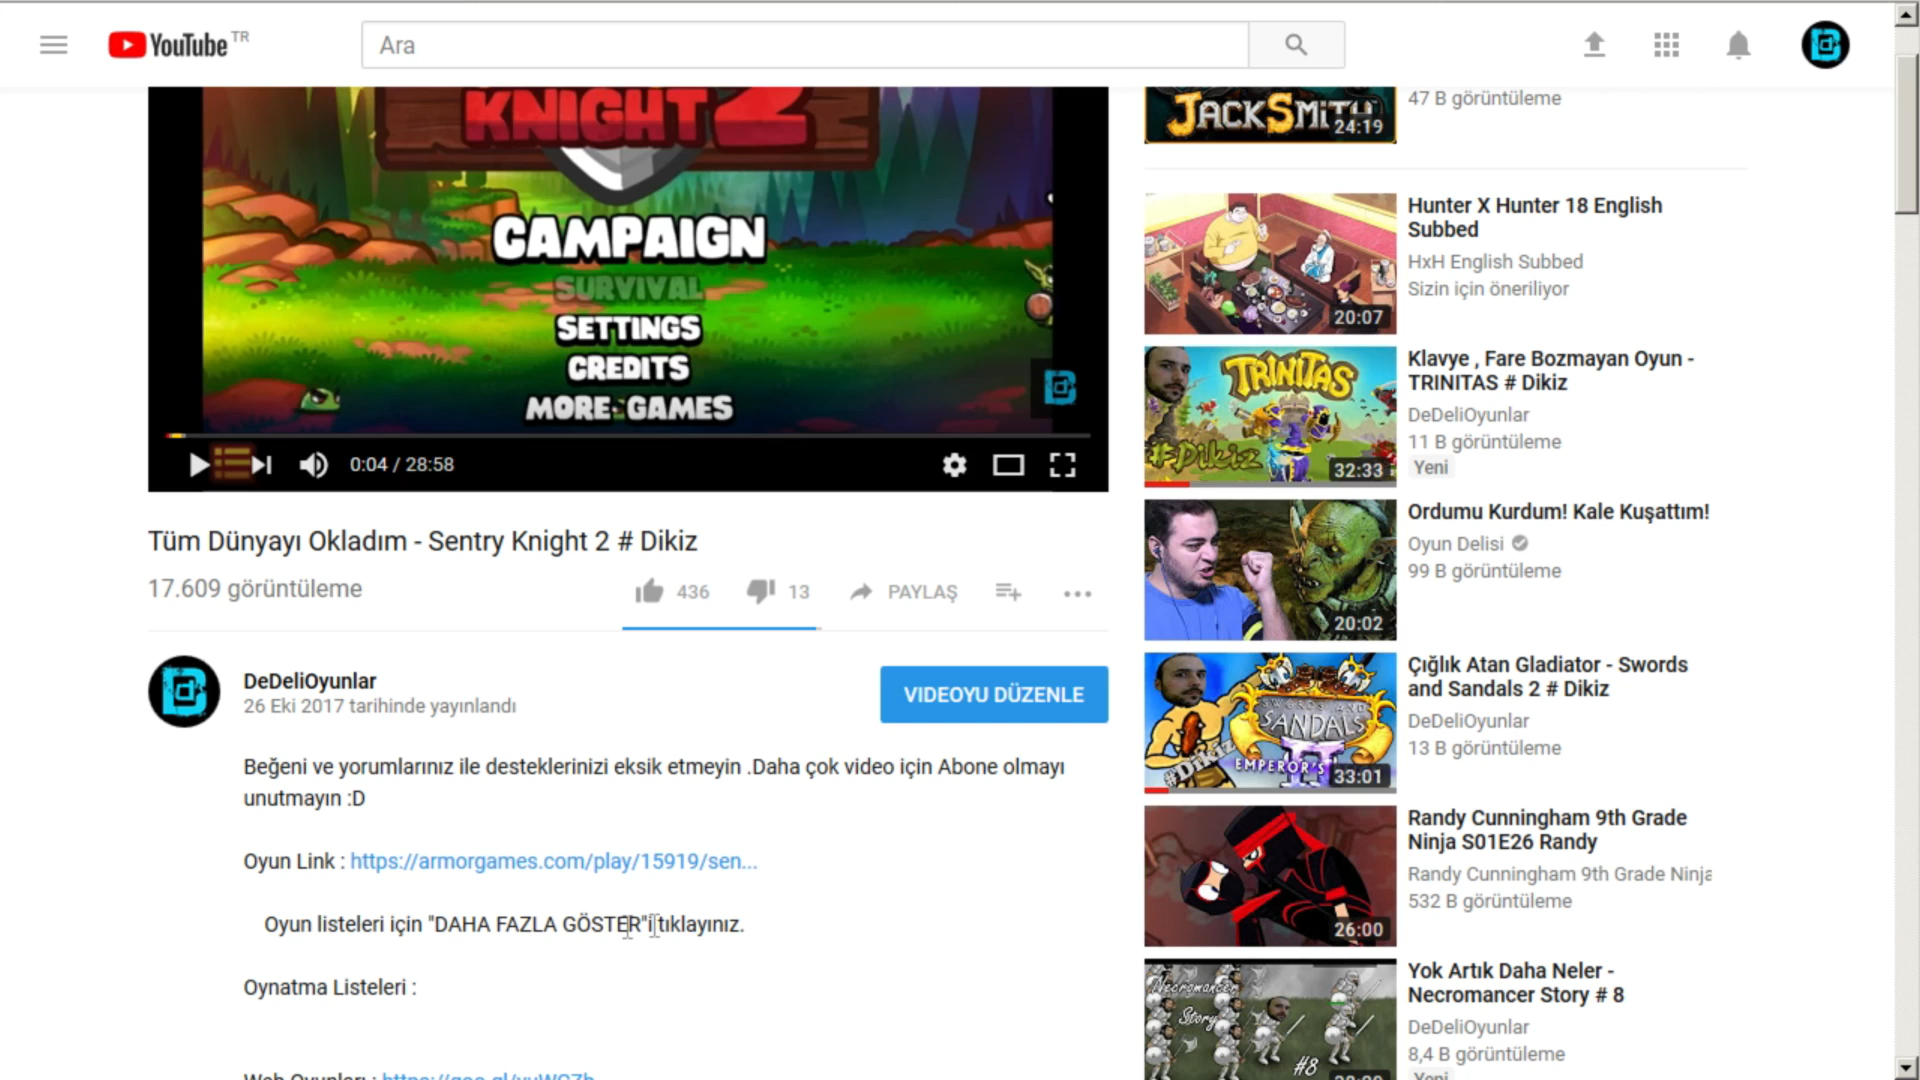 YouTube TR
Ara
KNIGHT 2
CAMPAIGN
SURVIVAL
SETTINGS
CREDITS
MORE GAMES
0:04 / 28:58
Tüm Dünyayı Okladım - Sentry Knight 2 # Dikiz
17.609 görüntüleme
436
13
PAYLAŞ
DeDeliOyunlar
26 Eki 2017 tarihinde yayınlandı
VIDEOYU DÜZENLE
Beğeni ve yorumlarınız ile desteklerinizi eksik etmeyin .Daha çok video için Abone olmayı
unutmayın :D
Oyun Link : https://armorgames.com/play/15919/sen...
Oyun listeleri için "DAHA FAZLA GÖSTER"i tıklayınız.
Oynatma Listeleri :
JACKSMITH
24:19
47 B görüntüleme
20:07
Hunter X Hunter 18 English
Subbed
HxH English Subbed
Sizin için öneriliyor
TRINITAS
#Dikiz
32:33
Klavye , Fare Bozmayan Oyun -
TRINITAS # Dikiz
DeDeliOyunlar
11 B görüntüleme
Yeni
20:02
Ordumu Kurdum! Kale Kuşattım!
Oyun Delisi
99 B görüntüleme
SWORDS AND
SANDALS
II
EMPEROR'S
#Dikiz
33:01
Çığlık Atan Gladiator - Swords
and Sandals 2 # Dikiz
DeDeliOyunlar
13 B görüntüleme
26:00
Randy Cunningham 9th Grade
Ninja S01E26 Randy
Randy Cunningham 9th Grade Ninja
532 B görüntüleme
Necromancer
Story
#8
Yok Artık Daha Neler -
Necromancer Story # 8
DeDeliOyunlar
8,4 B görüntüleme
Yeni